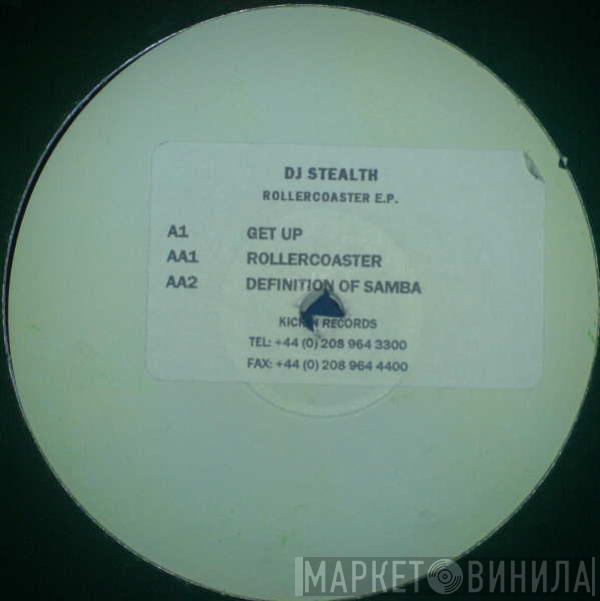 DJ STEALTH
ROLLERCOASTER E.P.
A1 GET UP
AA1 ROLLERCOASTER
AA2 DEFINITION OF SAMBA
RECORDS
TEL: +44 (0) 208 964 3300
FAX: +44 (0) 208 964 4400
МАРКЕТ ВИНИЛА